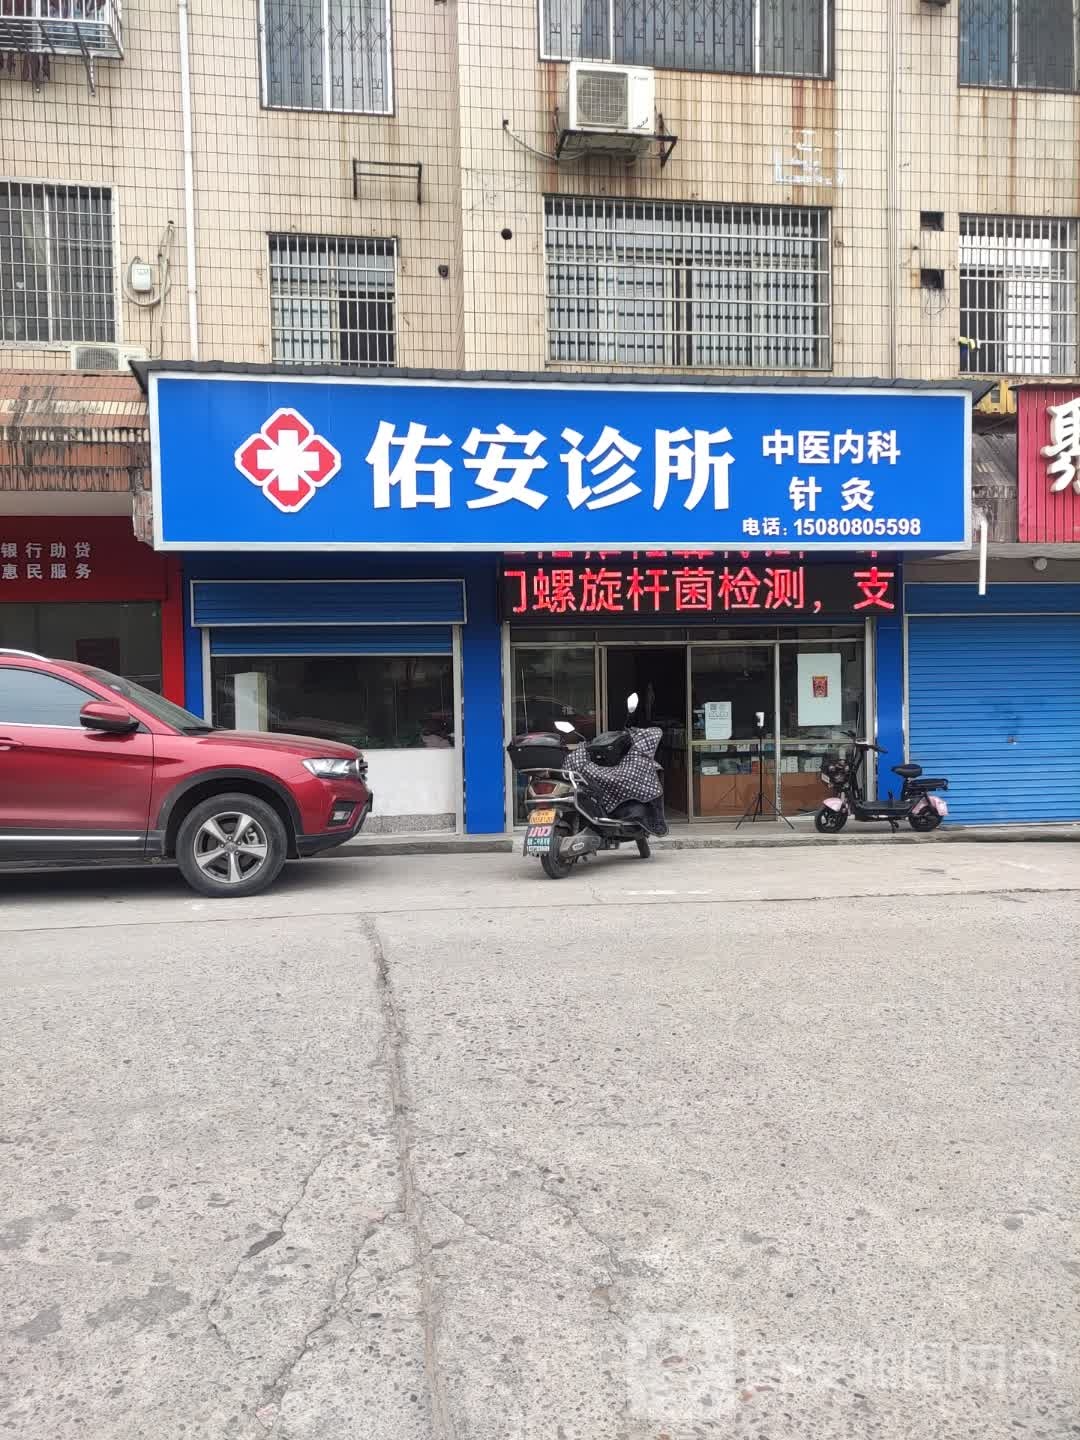 佑安诊所
中医内科
针灸
电话:15080805598
门螺旋杆菌检测，支
银行助贷
惠民服务